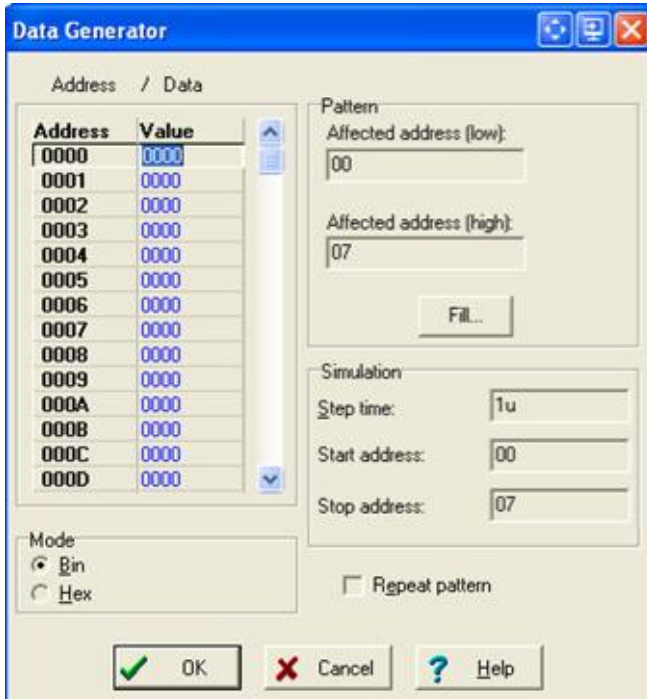 Data Generator
Address / Data
Address Value
0000 0000
0001 0000
0002 0000
0003 0000
0004 0000
0005 0000
0006 0000
0007 0000
0008 0000
0009 0000
000A 0000
000B 0000
000C 0000
000D 0000
Mode
Bin
Hex
Pattern
Affected address (low):
00
Affected address (high):
07
Fill...
Simulation
Step time: 1u
Start address: 00
Stop address: 07
Repeat pattern
OK Cancel ? Help